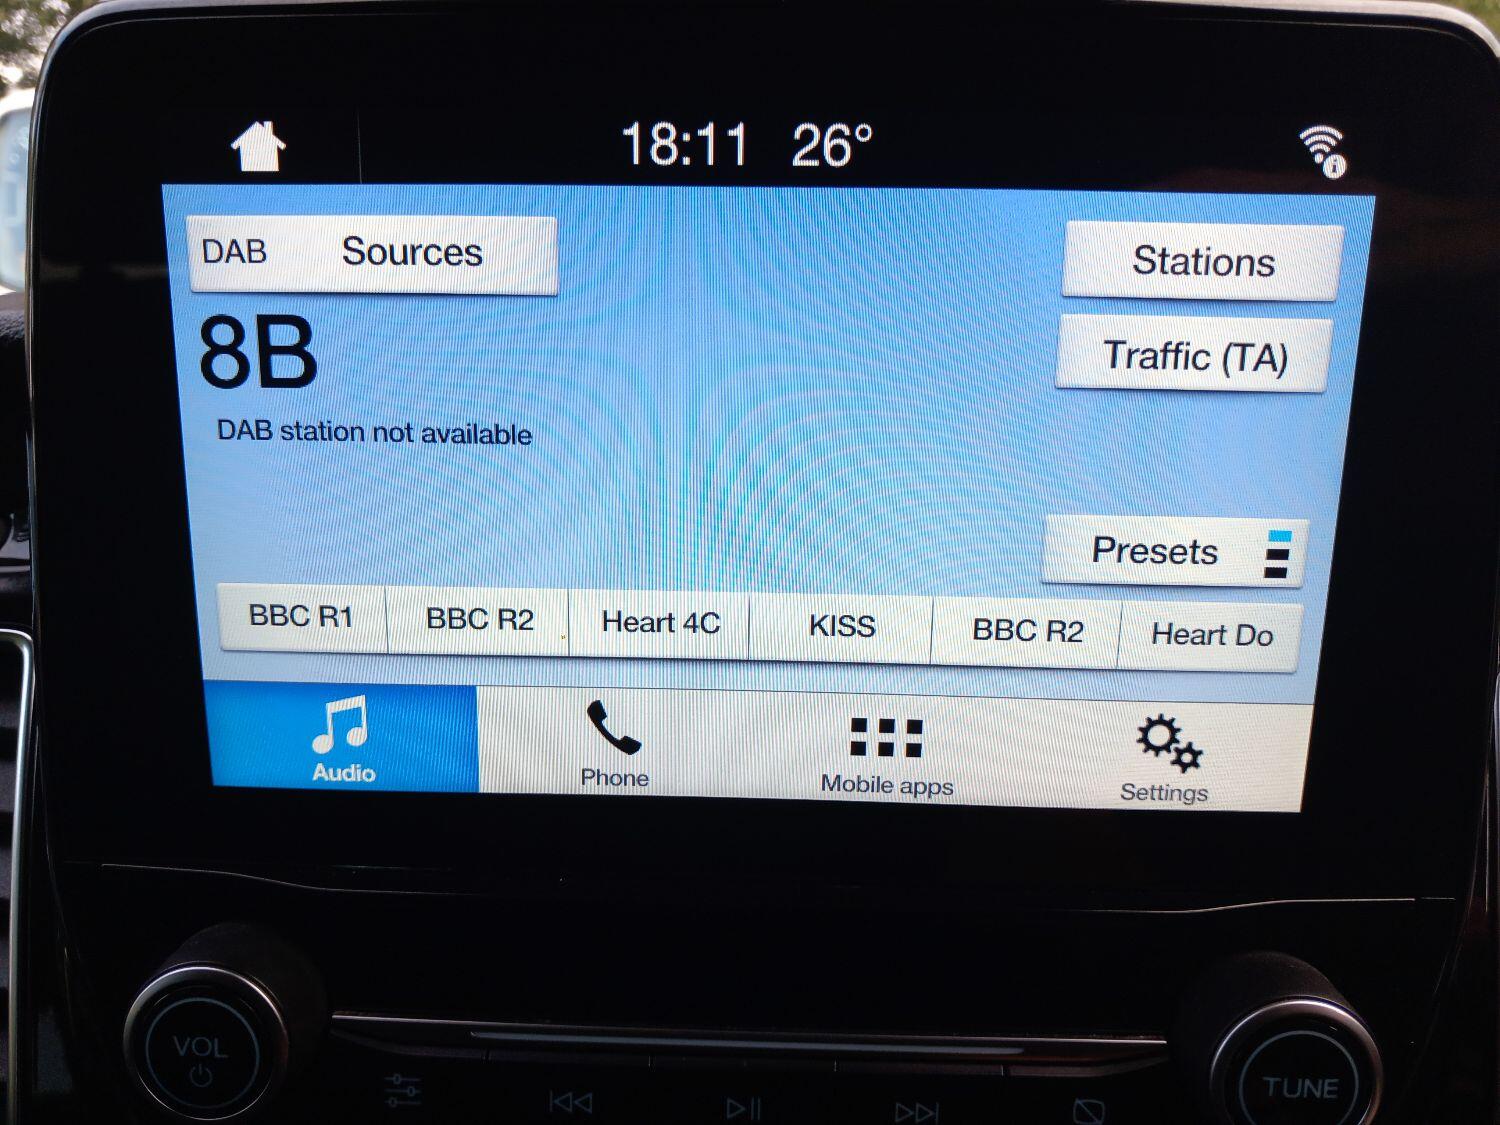 18:11 26°
DAB Sources
Stations
8B
Traffic (TA)
DAB station not available
Presets
BBC R1 BBC R2 Heart 4C KISS BBC R2 Heart Do
Audio Phone Mobile apps Settings
VOL
TUNE